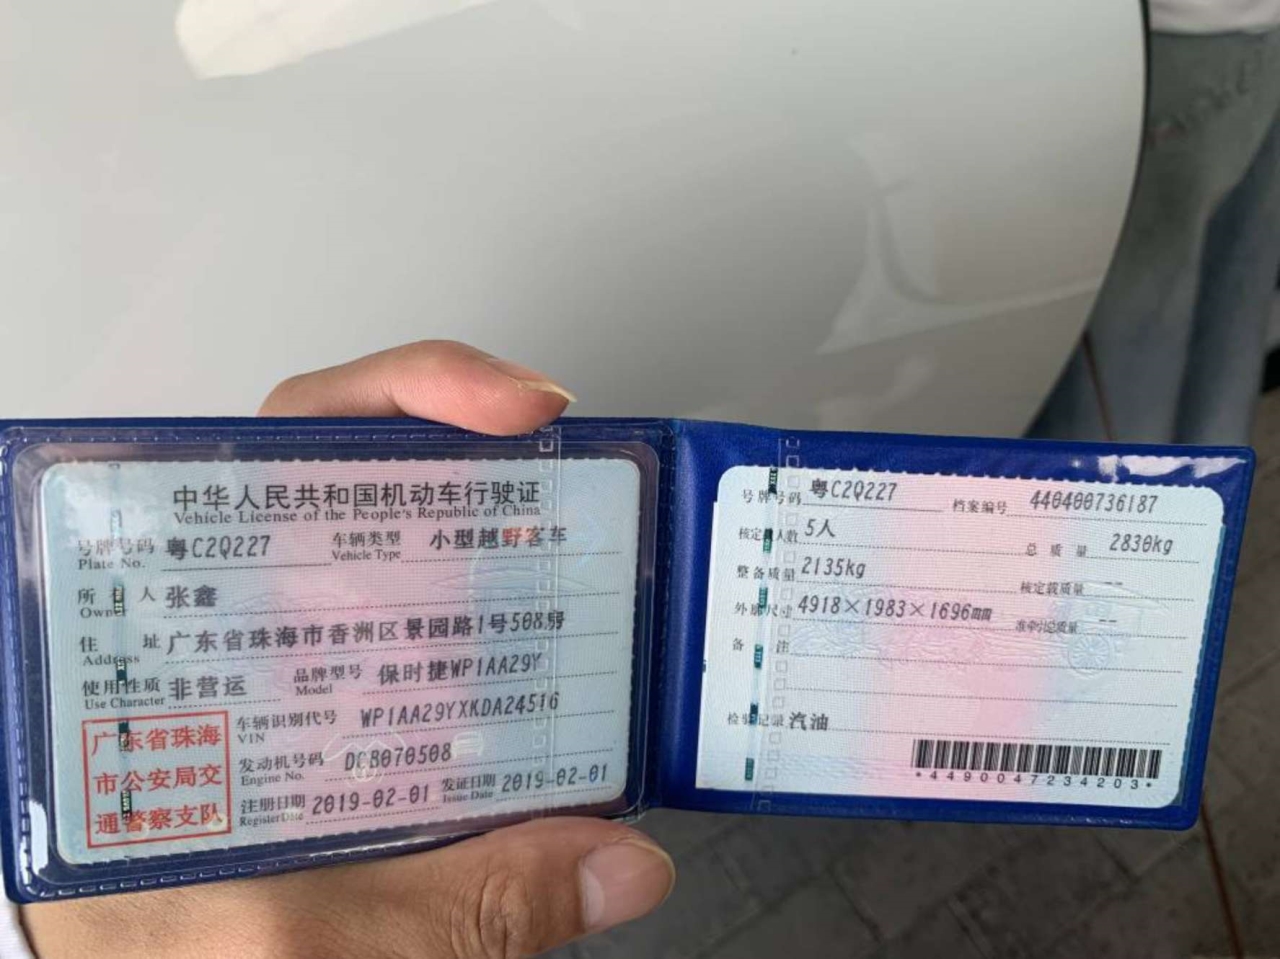 中华人民共和国机动车行驶证
Vehicle License of the People's Republic of China
号牌号码 粤C2Q227 车辆类型 小型越野客车
Plate No. Vehicle Type
所有人 张鑫
Owner
住址 广东省珠海市香洲区景园路1号508房
Address
使用性质 非营运 品牌型号 保时捷WP1AA29Y
Use Character Model
广东省珠海
市公安局交
通警察支队
车辆识别代号 WP1AA29YXKDA24516
VIN
发动机号码 DCB070508
Engine No.
注册日期 2019-02-01 发证日期 2019-02-01
Register Date Issue Date
号牌号码 粤C2Q227 档案编号 440400736187
核定载人数 5人 总质量 2830kg
整备质量 2135kg 核定载质量 --
外廓尺寸 4918×1983×1696mm 准牵引总质量 --
备注
检验记录 汽油
*4490047234203*